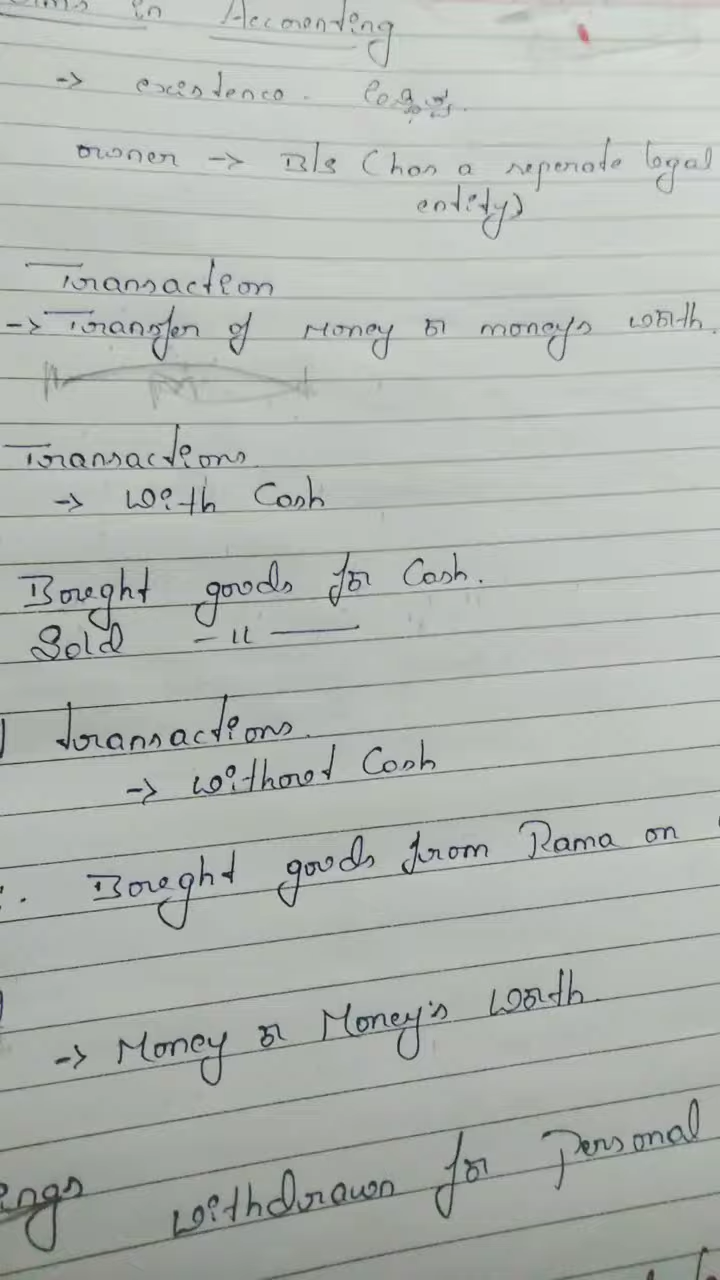 in Accounting
-> existence.
owner -> B/s (has a seperate legal
entity)
Transaction
-> Transfer of Money or money's worth.
Transactions
-> With Cash
Bought goods for Cash.
Sold -"-
transactions.
-> Without Cash
Bought goods from Rama on
-> Money or Money's worth.
ings withdrawn for Personal